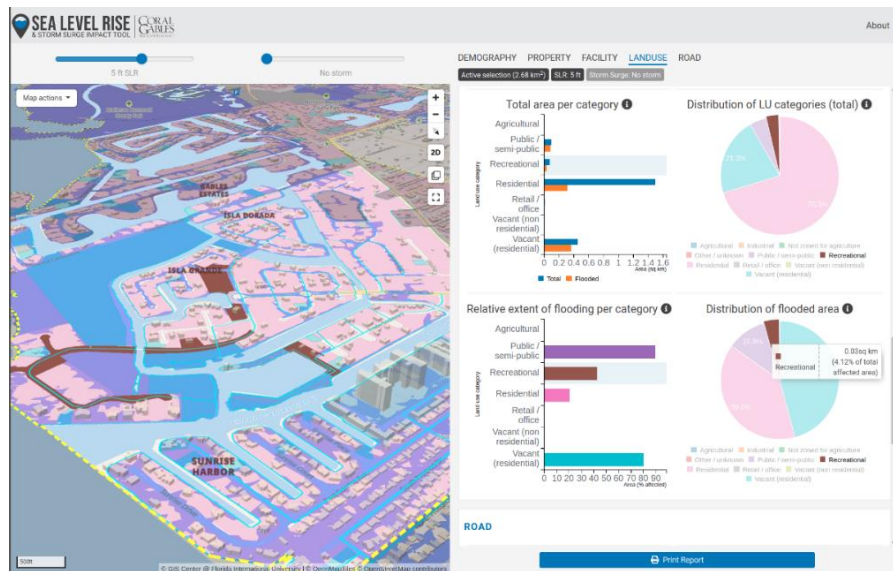 SEA LEVEL RISE
& STORM SURGE IMPACT TOOL
CORAL
GABLES
About
5 ft SLR
No storm
DEMOGRAPHY PROPERTY FACILITY LANDUSE ROAD
Active selection (2.68 km²) SLR: 5 ft Storm Surge: No storm
Map actions
+
−
2D
GABLES
ESTATES
ISLA DORADA
ISLA GRANDE
SUNRISE
HARBOR
500ft
© GIS Center @ Florida International University | © OpenMapTiles © OpenStreetMap contributors
Total area per category
Land use category
Agricultural
Public /
semi-public
Recreational
Residential
Retail /
office
Vacant (non
residential)
Vacant
(residential)
0 0.2 0.4 0.6 0.8 1 1.2 1.4 1.6
Area (sq km)
Total Flooded
Distribution of LU categories (total)
Agricultural Industrial Not zoned for agriculture
Other / unknown Public / semi-public Recreational
Residential Retail / office Vacant (non residential)
Vacant (residential)
Relative extent of flooding per category
Land use category
Agricultural
Public /
semi-public
Recreational
Residential
Retail /
office
Vacant (non
residential)
Vacant
(residential)
0 10 20 30 40 50 60 70 80 90
Area (% affected)
Distribution of flooded area
Recreational
0.03sq km
(4.12% of total
affected area)
Agricultural Industrial Not zoned for agriculture
Other / unknown Public / semi-public Recreational
Residential Retail / office Vacant (non residential)
Vacant (residential)
ROAD
Print Report